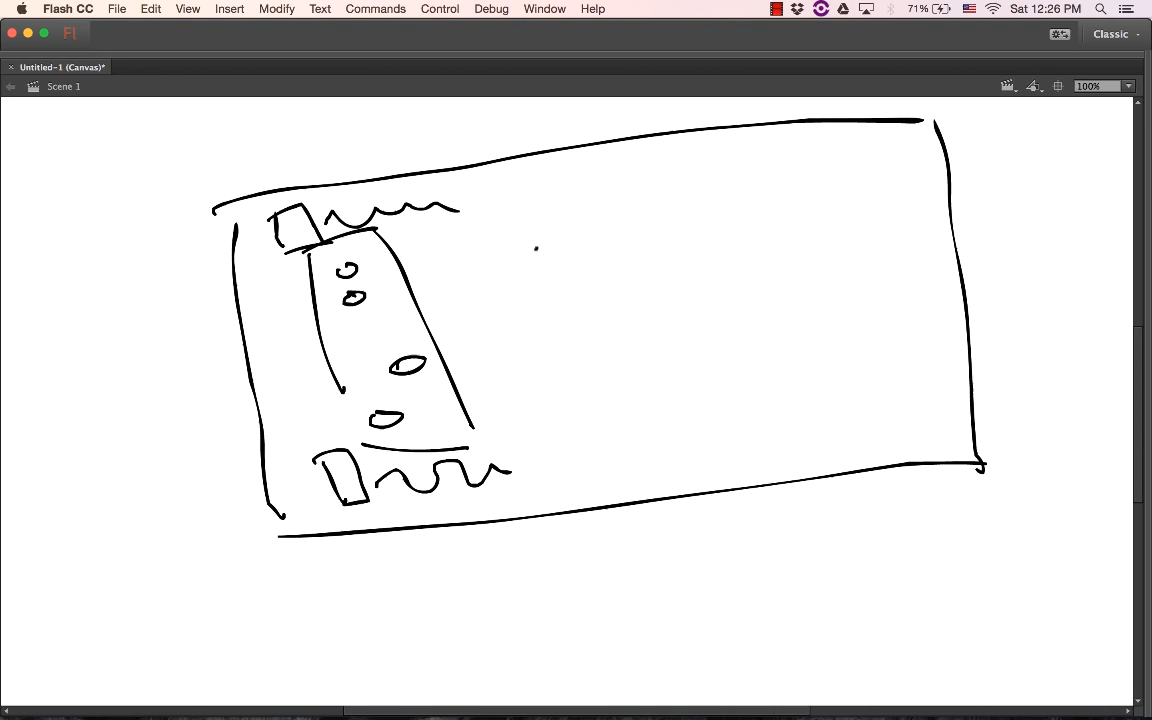 Flash CC File Edit View Insert Modify Text Commands Control Debug Window Help 71% Sat 12:26 PM
Fl Classic
× Untitled-1 (Canvas)*
Scene 1 100%